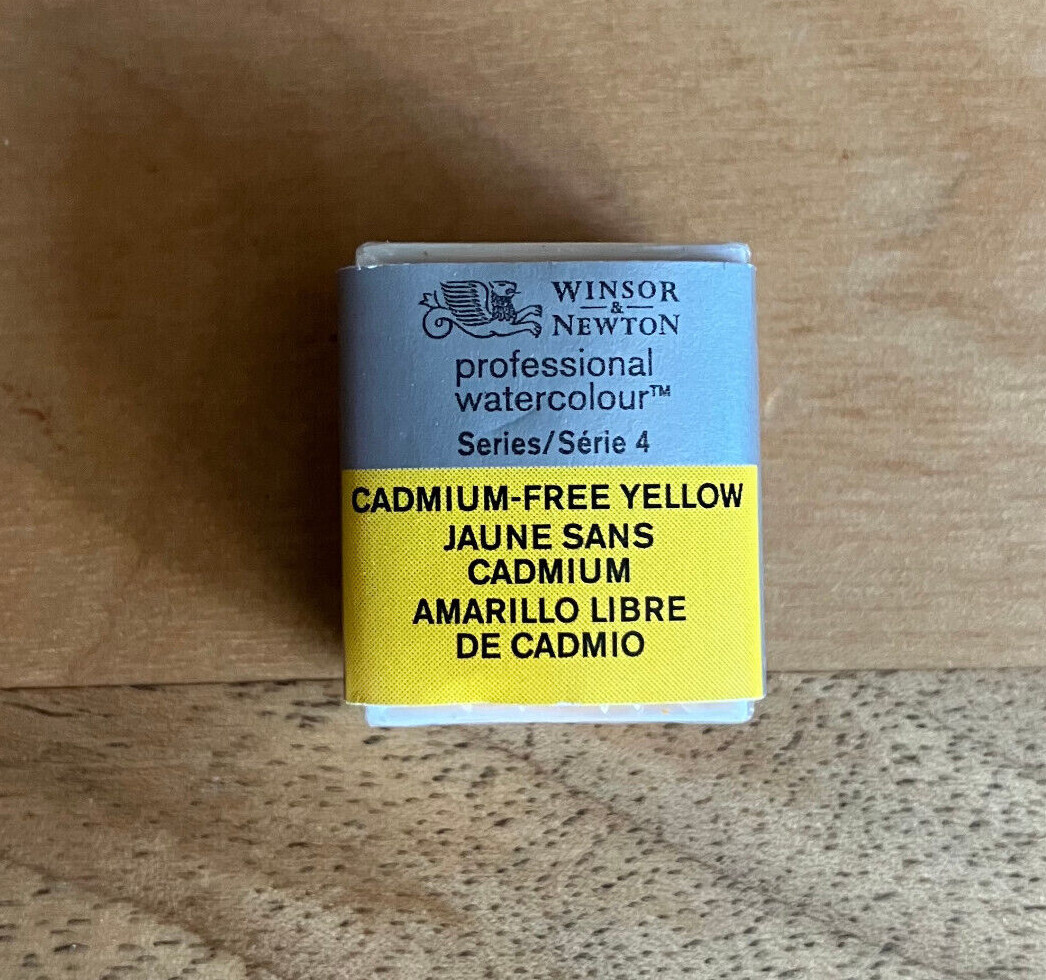 WINSOR
&
NEWTON
professional
watercolour™
Series/Série 4
CADMIUM-FREE YELLOW
JAUNE SANS
CADMIUM
AMARILLO LIBRE
DE CADMIO